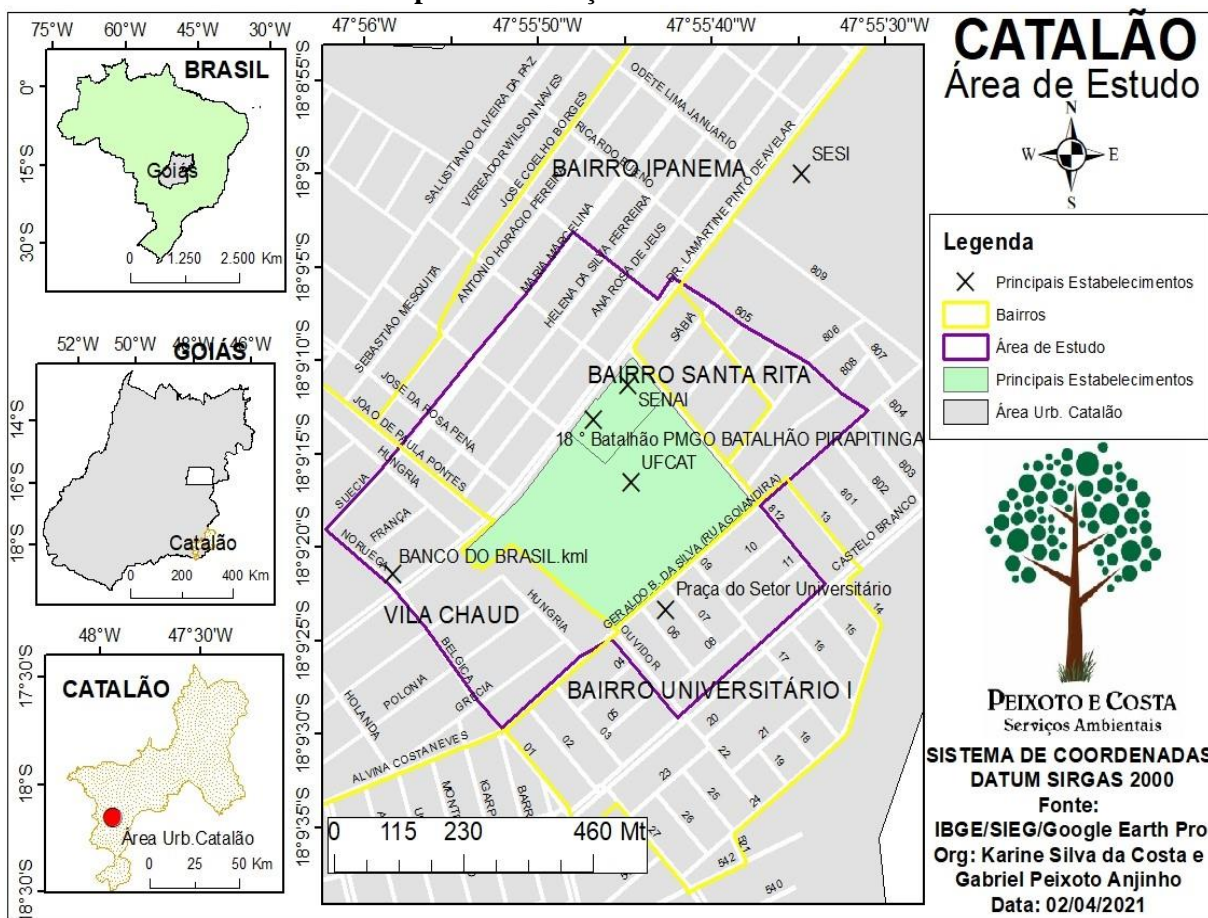 CATALÃO
Área de Estudo
N
W E
S
75°W 60°W 45°W 30°W
BRASIL
0°
15°S
30°S
Goiás
0 1.250 2.500 Km
52°W 50°W 48°W 46°W
GOIÁS
14°S
16°S
18°S
Catalão
0 200 400 Km
48°W 47°30'W
CATALÃO
17°30'S
18°S
18°30'S
Área Urb.Catalão
0 25 50 Km
47°56'W 47°55'50"W 47°55'40"W 47°55'30"W
18°8'55"S
18°9'S
18°9'5"S
18°9'10"S
18°9'15"S
18°9'20"S
18°9'25"S
18°9'30"S
18°9'35"S
SALUSTIANO OLIVEIRA DA PAZ
VEREADOR WILSON NAVES
JOSE COELHO BORGES
ODETE LIMA JANUARIO
BAIRRO IPANEMA
SESI
MARIA MARCELINA
HELENA DA SILVA FERREIRA
ANA ROSA DE JEUS
DR. LAMARTINE PINTO DE AVELAR
SEBASTIAO MESQUITA
809
805
806
807
808
804
SABIA
BAIRRO SANTA RITA
SENAI
JOSE DA ROSA PENA
JOAO DE PAULA PONTES
18 ° Batalhão PMGO BATALHÃO PIRAPITINGA
UFCAT
HUNGRIA
SUECIA
FRANÇA
NORUEGA
803
802
801
13
812
CASTELO BRANCO
GERALDO B. DA SILVA (RUA GOIANDIRA)
BANCO DO BRASIL.kml
10
09
11
Praça do Setor Universitário
VILA CHAUD
HUNGRIA
OUVIDOR
06
07
08
14
15
16
17
BELGICA
POLONIA
GRECIA
HOLANDA
04
BAIRRO UNIVERSITÁRIO I
05
03
02
01
20
21
18
22
19
23
24
25
26
27
ALVINA COSTA NEVES
521
542
540
0 115 230 460 Mt
Legenda
Principais Estabelecimentos
Bairros
Área de Estudo
Principais Estabelecimentos
Área Urb. Catalão
PEIXOTO E COSTA
Serviços Ambientais
SISTEMA DE COORDENADAS
DATUM SIRGAS 2000
Fonte:
IBGE/SIEG/Google Earth Pro
Org: Karine Silva da Costa e
Gabriel Peixoto Anjinho
Data: 02/04/2021